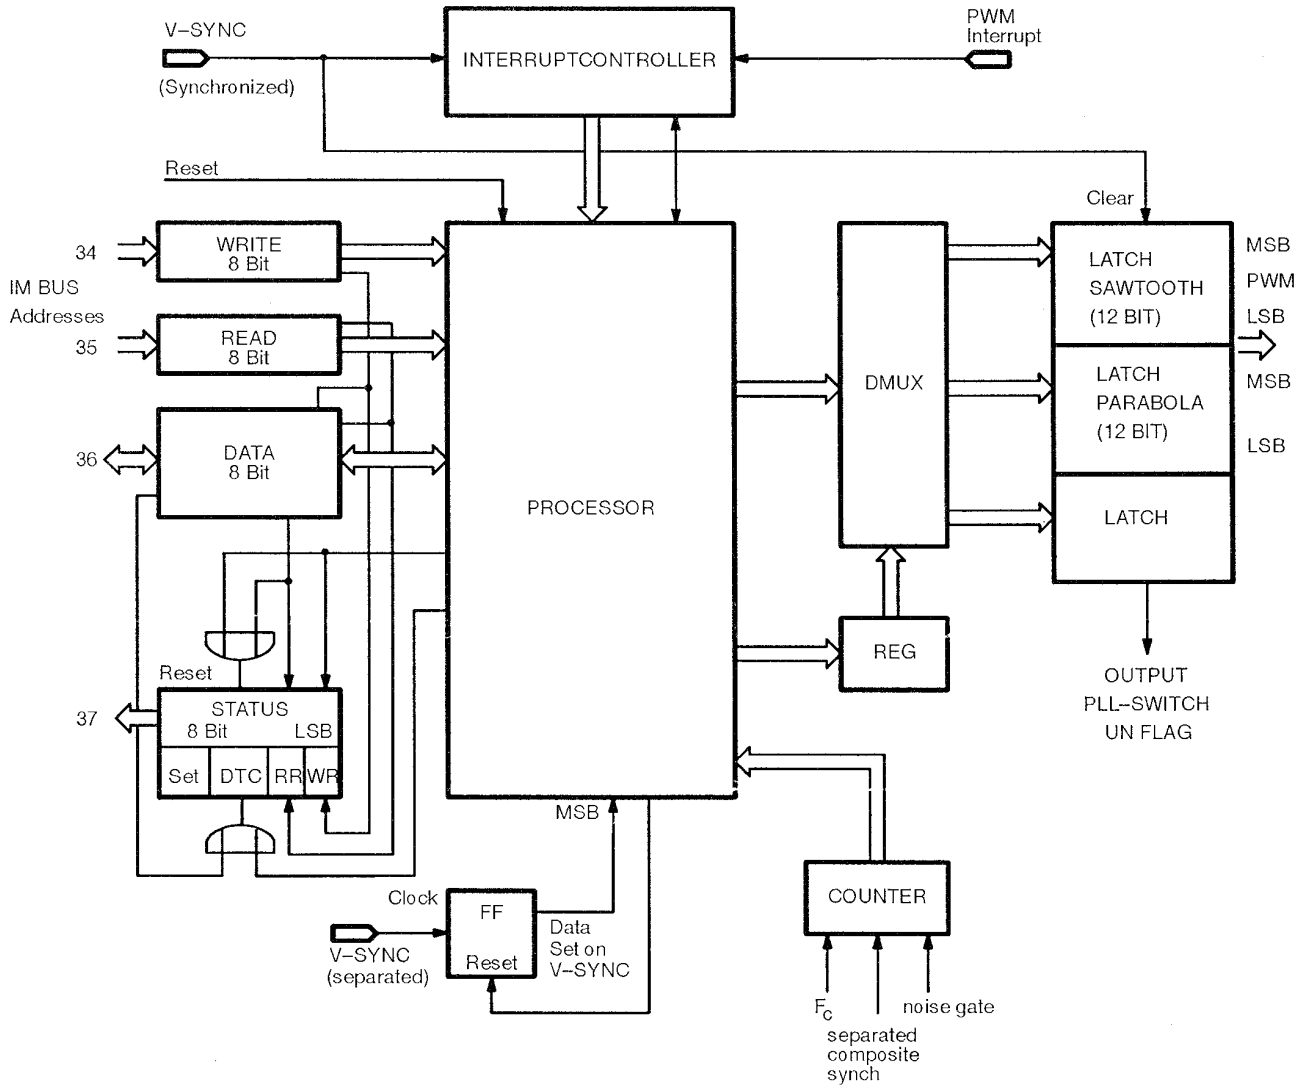 V–SYNC
(Synchronized)
INTERRUPTCONTROLLER
PWM
Interrupt
Reset
Clear
34
WRITE
8 Bit
IM BUS
Addresses
35
READ
8 Bit
36
DATA
8 Bit
PROCESSOR
DMUX
LATCH
SAWTOOTH
(12 BIT)
LATCH
PARABOLA
(12 BIT)
LATCH
MSB
PWM
LSB
MSB
LSB
REG
OUTPUT
PLL–SWITCH
UN FLAG
Reset
37
STATUS
8 Bit LSB
Set DTC RR WR
MSB
Clock
FF
Reset
V–SYNC
(separated)
Data
Set on
V–SYNC
COUNTER
FC
separated
composite
synch
noise gate